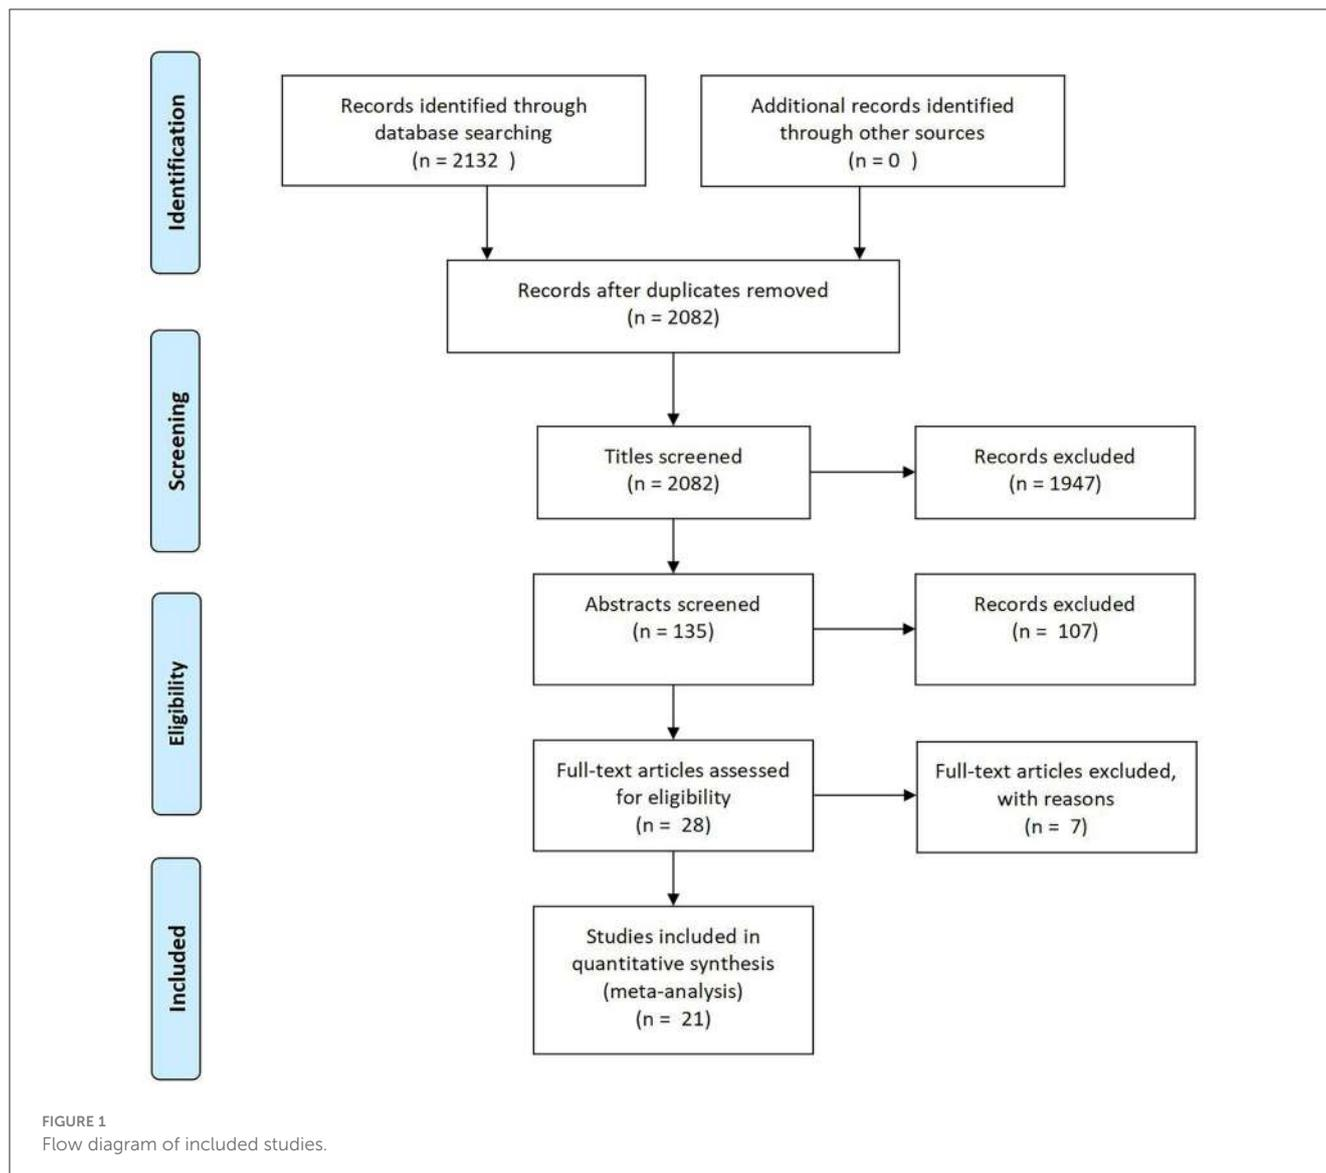 Identification
Records identified through
database searching
(n = 2132  )
Additional records identified
through other sources
(n = 0  )
Records after duplicates removed
(n = 2082)
Screening
Titles screened
(n = 2082)
Records excluded
(n = 1947)
Abstracts screened
(n = 135)
Records excluded
(n =  107)
Eligibility
Full-text articles assessed
for eligibility
(n =  28)
Full-text articles excluded,
with reasons
(n =  7)
Included
Studies included in
quantitative synthesis
(meta-analysis)
(n =  21)
FIGURE 1
Flow diagram of included studies.